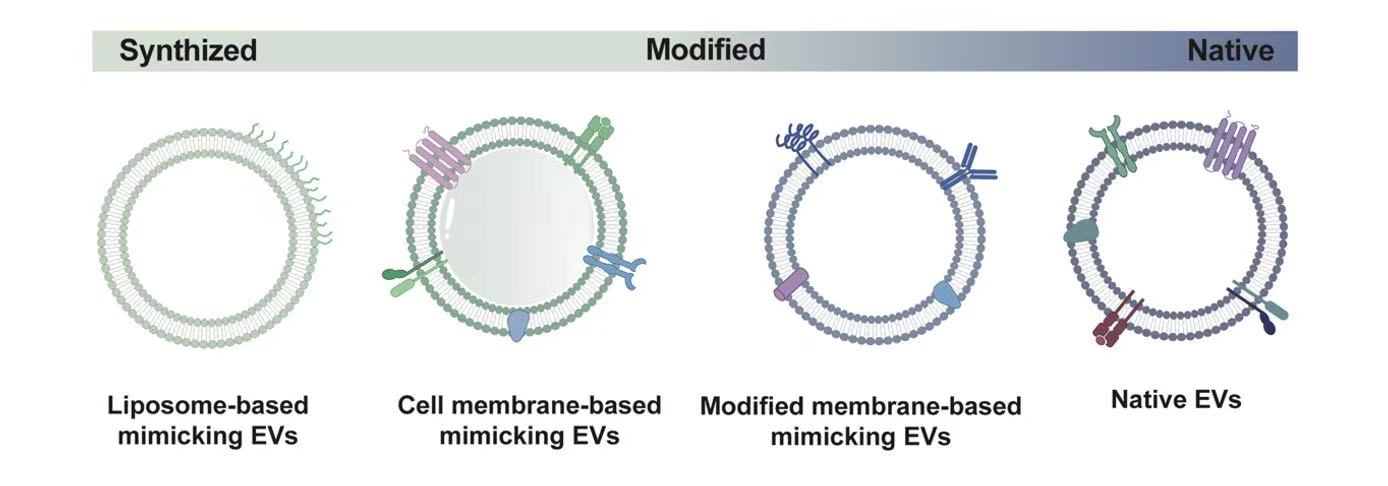 Synthized
Modified
Native
Liposome-based
mimicking EVs
Cell membrane-based
mimicking EVs
Modified membrane-based
mimicking EVs
Native EVs